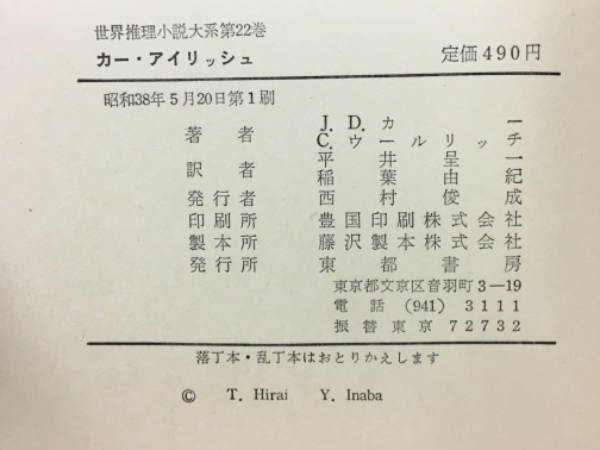 世界推理小説大系第22巻
カー・アイリッシュ 定価490円
昭和38年5月20日第1刷
著者 J. D. カー
C. ウールリッチ
訳者 平井呈一
稲葉由紀
発行者 西村俊成
印刷所 豊国印刷株式会社
製本所 藤沢製本株式会社
発行所 東都書房
東京都文京区音羽町3―19
電話 (941) 3111
振替東京 72732
落丁本・乱丁本はおとりかえします
© T. Hirai Y. Inaba